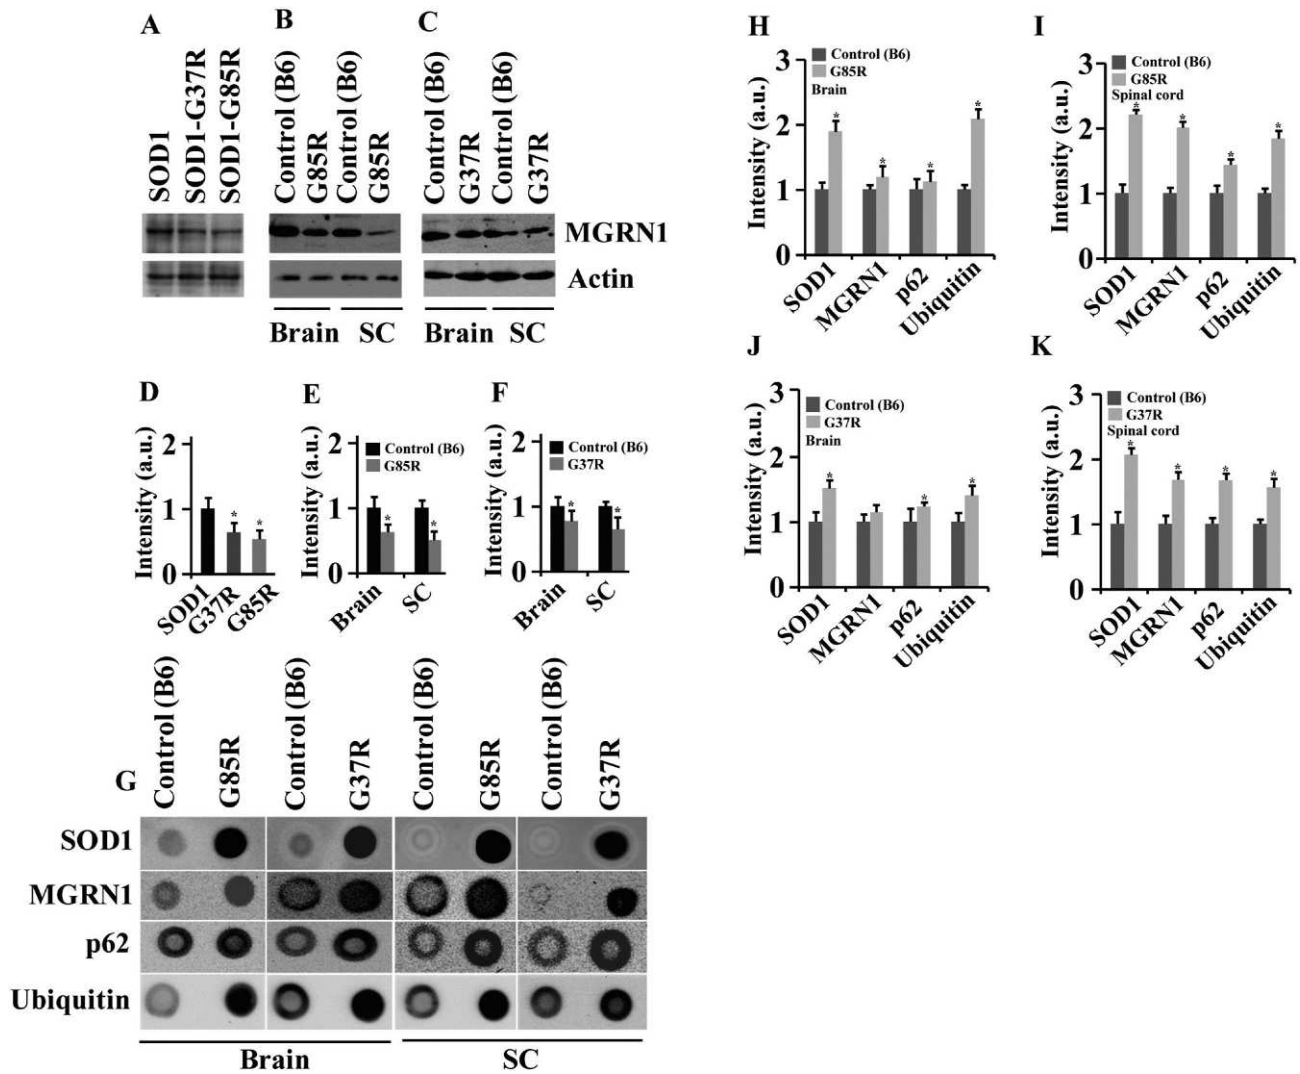 A
SOD1
SOD1-G37R
SOD1-G85R
B
Control (B6)
G85R
Control (B6)
G85R
C
Control (B6)
G37R
Control (B6)
G37R
MGRN1
Actin
Brain
SC
Brain
SC
D
Intensity (a.u.)
2
1
0
*
*
SOD1
G37R
G85R
E
Intensity (a.u.)
2
1
0
Control (B6)
G85R
*
*
Brain
SC
F
Intensity (a.u.)
2
1
0
Control (B6)
G37R
*
*
Brain
SC
G
Control (B6)
G85R
Control (B6)
G37R
Control (B6)
G85R
Control (B6)
G37R
SOD1
MGRN1
p62
Ubiquitin
Brain
SC
H
Intensity (a.u.)
3
2
1
0
Control (B6)
G85R
Brain
*
*
*
*
SOD1
MGRN1
p62
Ubiquitin
I
Intensity (a.u.)
3
2
1
0
Control (B6)
G85R
Spinal cord
*
*
*
*
SOD1
MGRN1
p62
Ubiquitin
J
Intensity (a.u.)
3
2
1
0
Control (B6)
G37R
Brain
*
*
*
SOD1
MGRN1
p62
Ubiquitin
K
Intensity (a.u.)
3
2
1
0
Control (B6)
G37R
Spinal cord
*
*
*
*
SOD1
MGRN1
p62
Ubiquitin